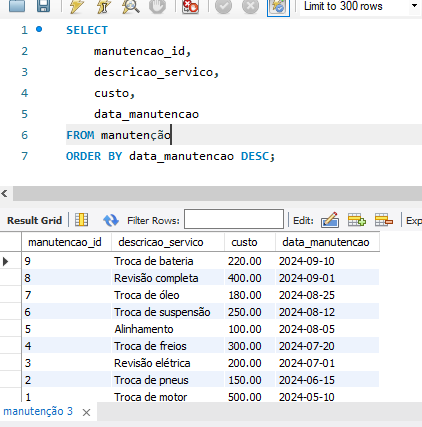 Limit to 300 rows
1 SELECT
2 manutencao_id,
3 descricao_servico,
4 custo,
5 data_manutencao
6 FROM manutenção
7 ORDER BY data_manutencao DESC;
Result Grid Filter Rows: Edit: Exp
manutencao_id descricao_servico custo data_manutencao
9 Troca de bateria 220.00 2024-09-10
8 Revisão completa 400.00 2024-09-01
7 Troca de óleo 180.00 2024-08-25
6 Troca de suspensão 250.00 2024-08-12
5 Alinhamento 100.00 2024-08-05
4 Troca de freios 300.00 2024-07-20
3 Revisão elétrica 200.00 2024-07-01
2 Troca de pneus 150.00 2024-06-15
1 Troca de motor 500.00 2024-05-10
manutenção 3